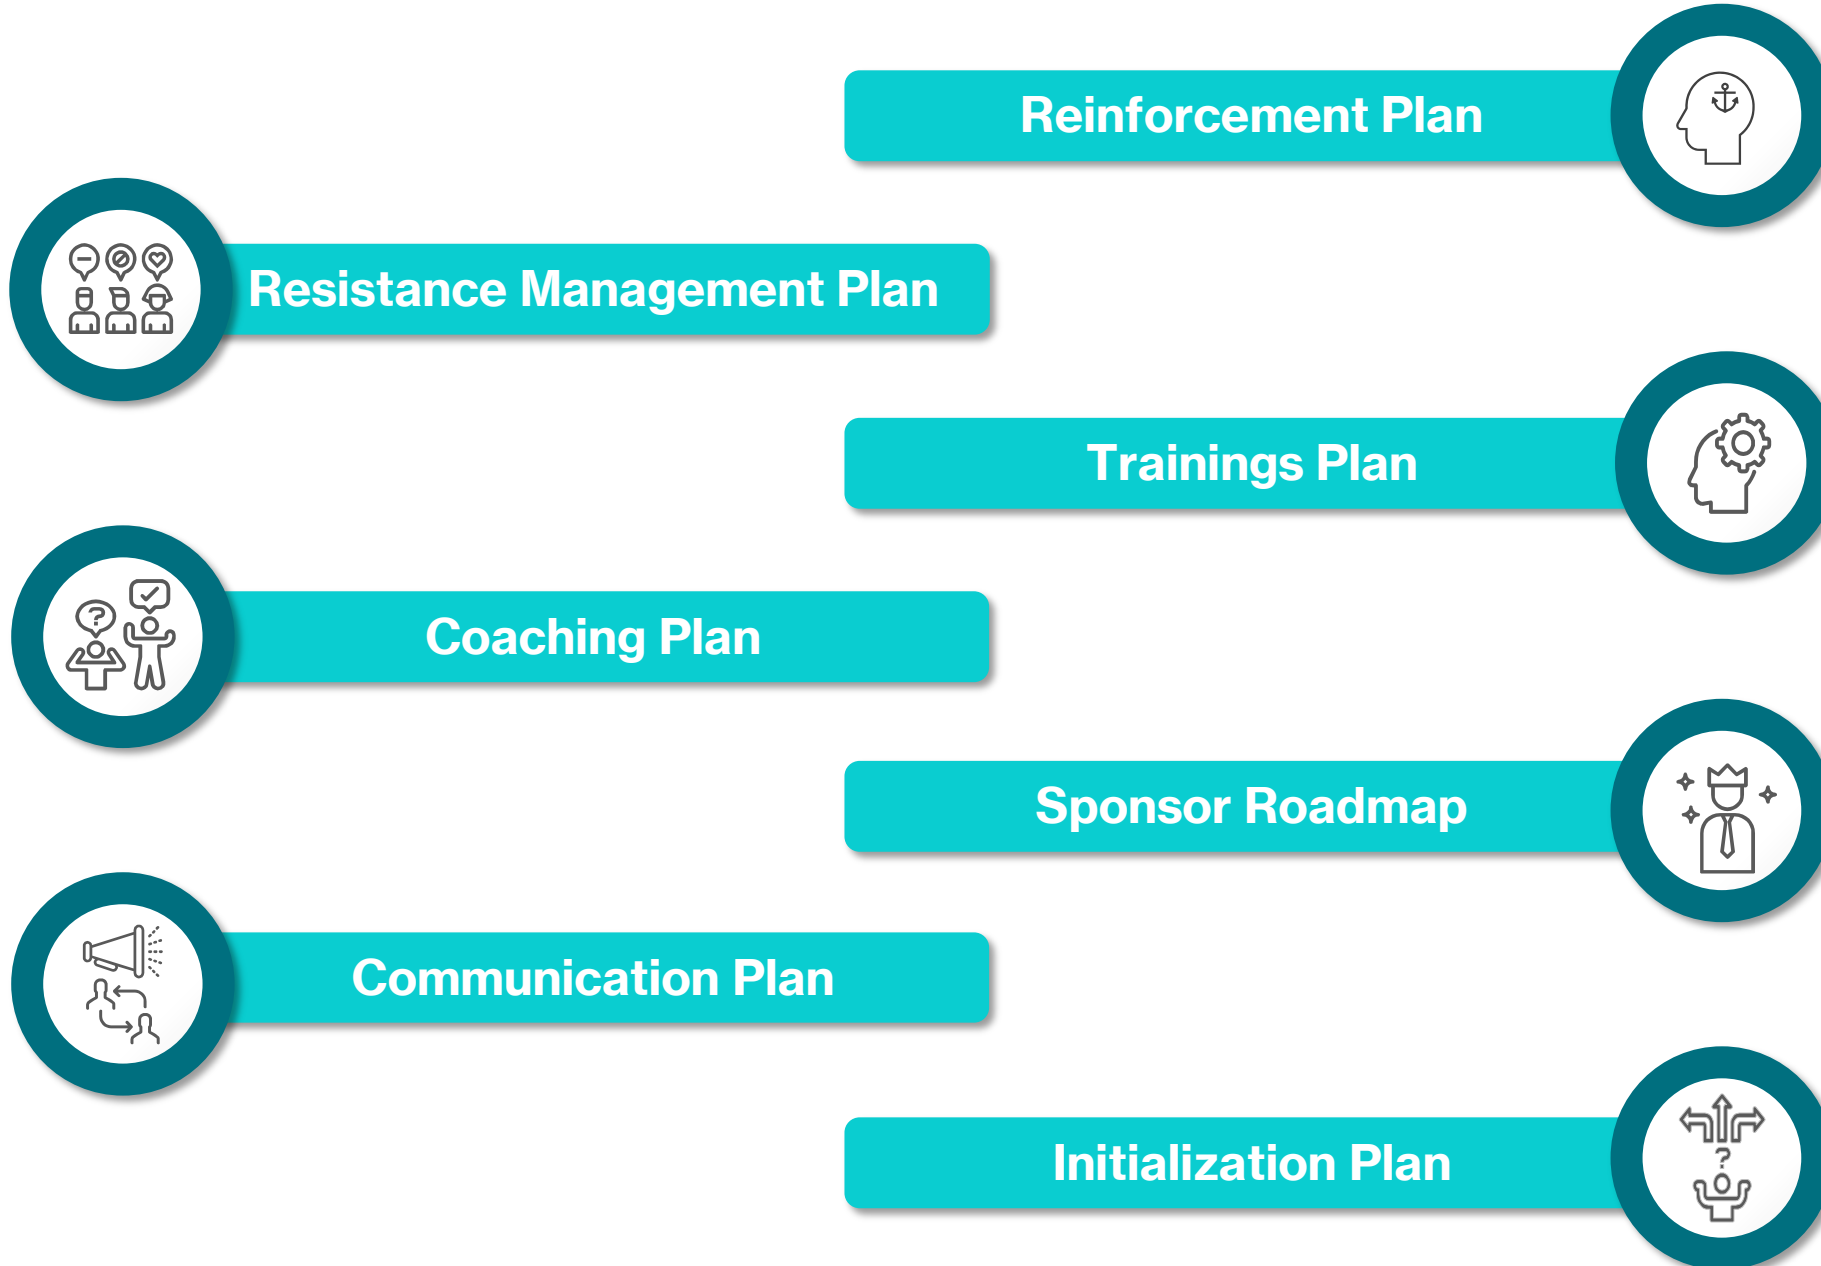 Reinforcement Plan
Resistance Management Plan
Trainings Plan
?
Coaching Plan
Sponsor Roadmap
Communication Plan
?
Initialization Plan